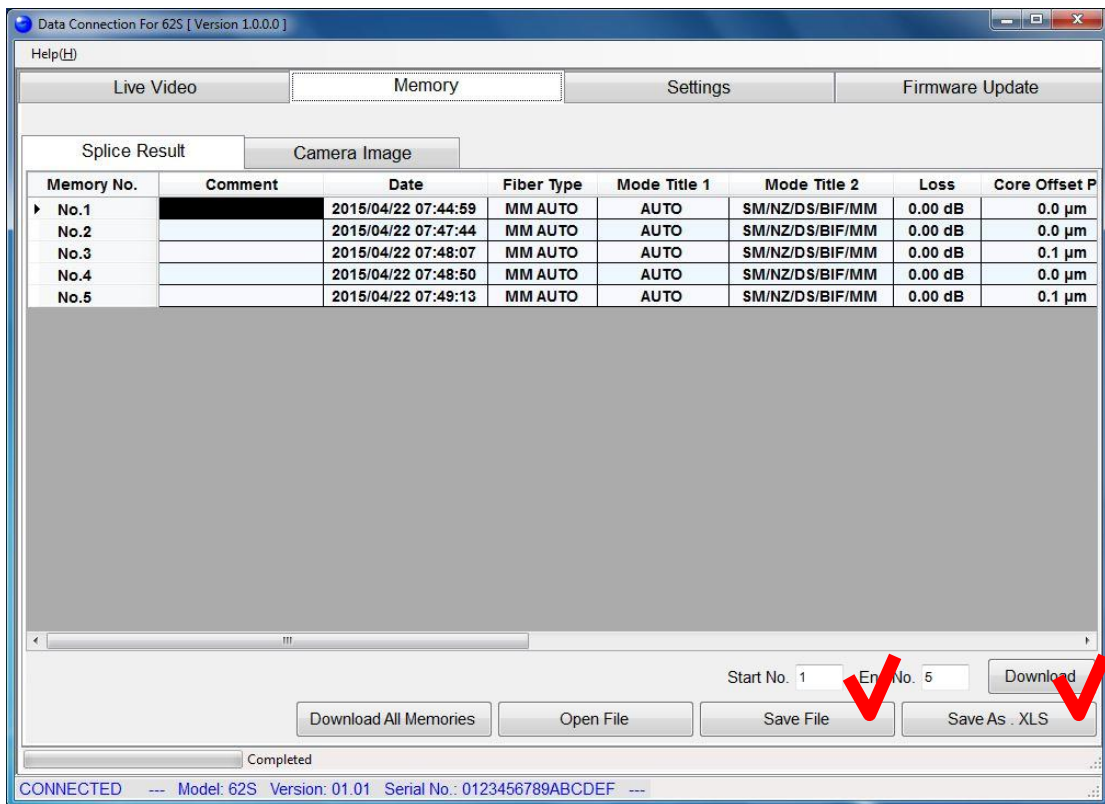 Data Connection For 62S [ Version 1.0.0.0 ]
Help(H)
Live Video Memory Settings Firmware Update
Splice Result Camera Image
Memory No. Comment Date Fiber Type Mode Title 1 Mode Title 2 Loss Core Offset P
No.1 2015/04/22 07:44:59 MM AUTO AUTO SM/NZ/DS/BIF/MM 0.00 dB 0.0 µm
No.2 2015/04/22 07:47:44 MM AUTO AUTO SM/NZ/DS/BIF/MM 0.00 dB 0.0 µm
No.3 2015/04/22 07:48:07 MM AUTO AUTO SM/NZ/DS/BIF/MM 0.00 dB 0.1 µm
No.4 2015/04/22 07:48:50 MM AUTO AUTO SM/NZ/DS/BIF/MM 0.00 dB 0.0 µm
No.5 2015/04/22 07:49:13 MM AUTO AUTO SM/NZ/DS/BIF/MM 0.00 dB 0.1 µm
Start No. 1 End No. 5 Download
Download All Memories Open File Save File Save As . XLS
Completed
CONNECTED --- Model: 62S Version: 01.01 Serial No.: 0123456789ABCDEF ---